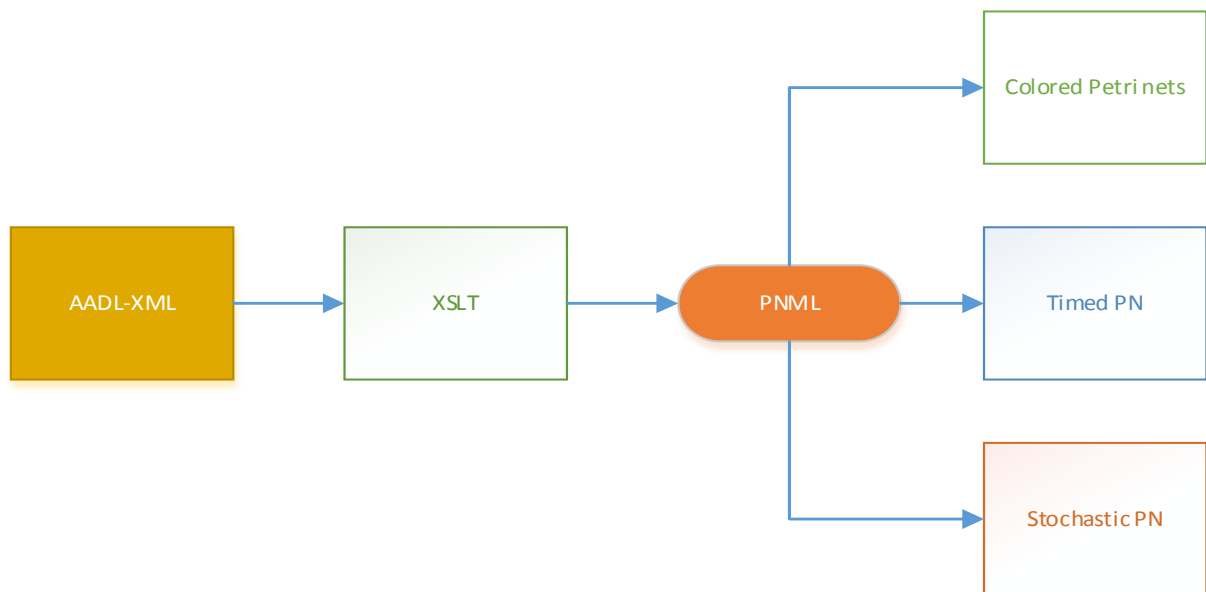 Colored Petri nets
AADL-XML
XSLT
PNML
Timed PN
Stochastic PN